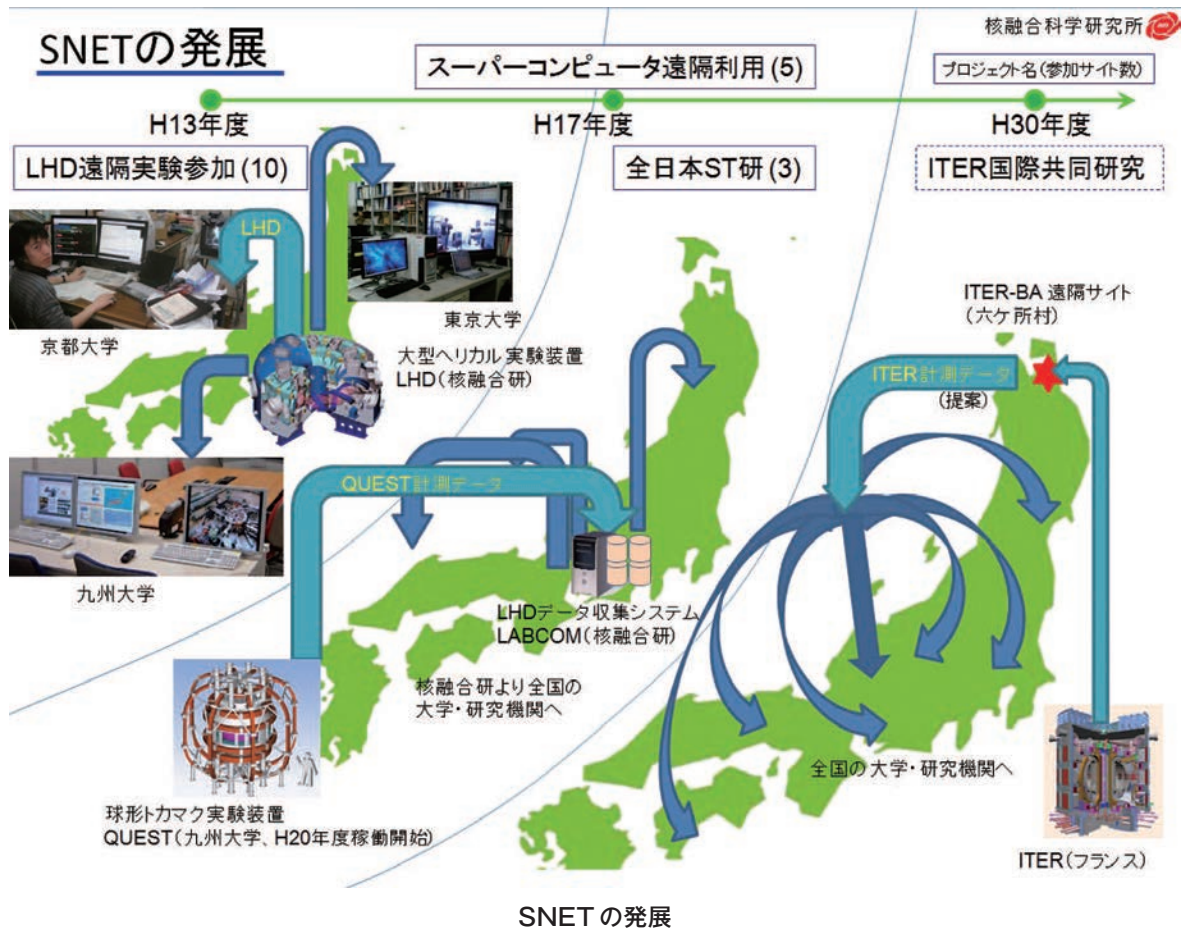 SNETの発展
核融合科学研究所
スーパーコンピュータ遠隔利用(5)
プロジェクト名(参加サイト数)
H13年度
H17年度
H30年度
LHD遠隔実験参加(10)
全日本ST研(3)
ITER国際共同研究
LHD
京都大学
東京大学
大型ヘリカル実験装置
LHD(核融合研)
九州大学
QUEST計測データ
LHDデータ収集システム
LABCOM(核融合研)
核融合研より全国の
大学・研究機関へ
球形トカマク実験装置
QUEST(九州大学、H20年度稼働開始)
ITER-BA 遠隔サイト
(六ケ所村)
ITER計測データ
(提案)
全国の大学・研究機関へ
ITER(フランス)
SNETの発展